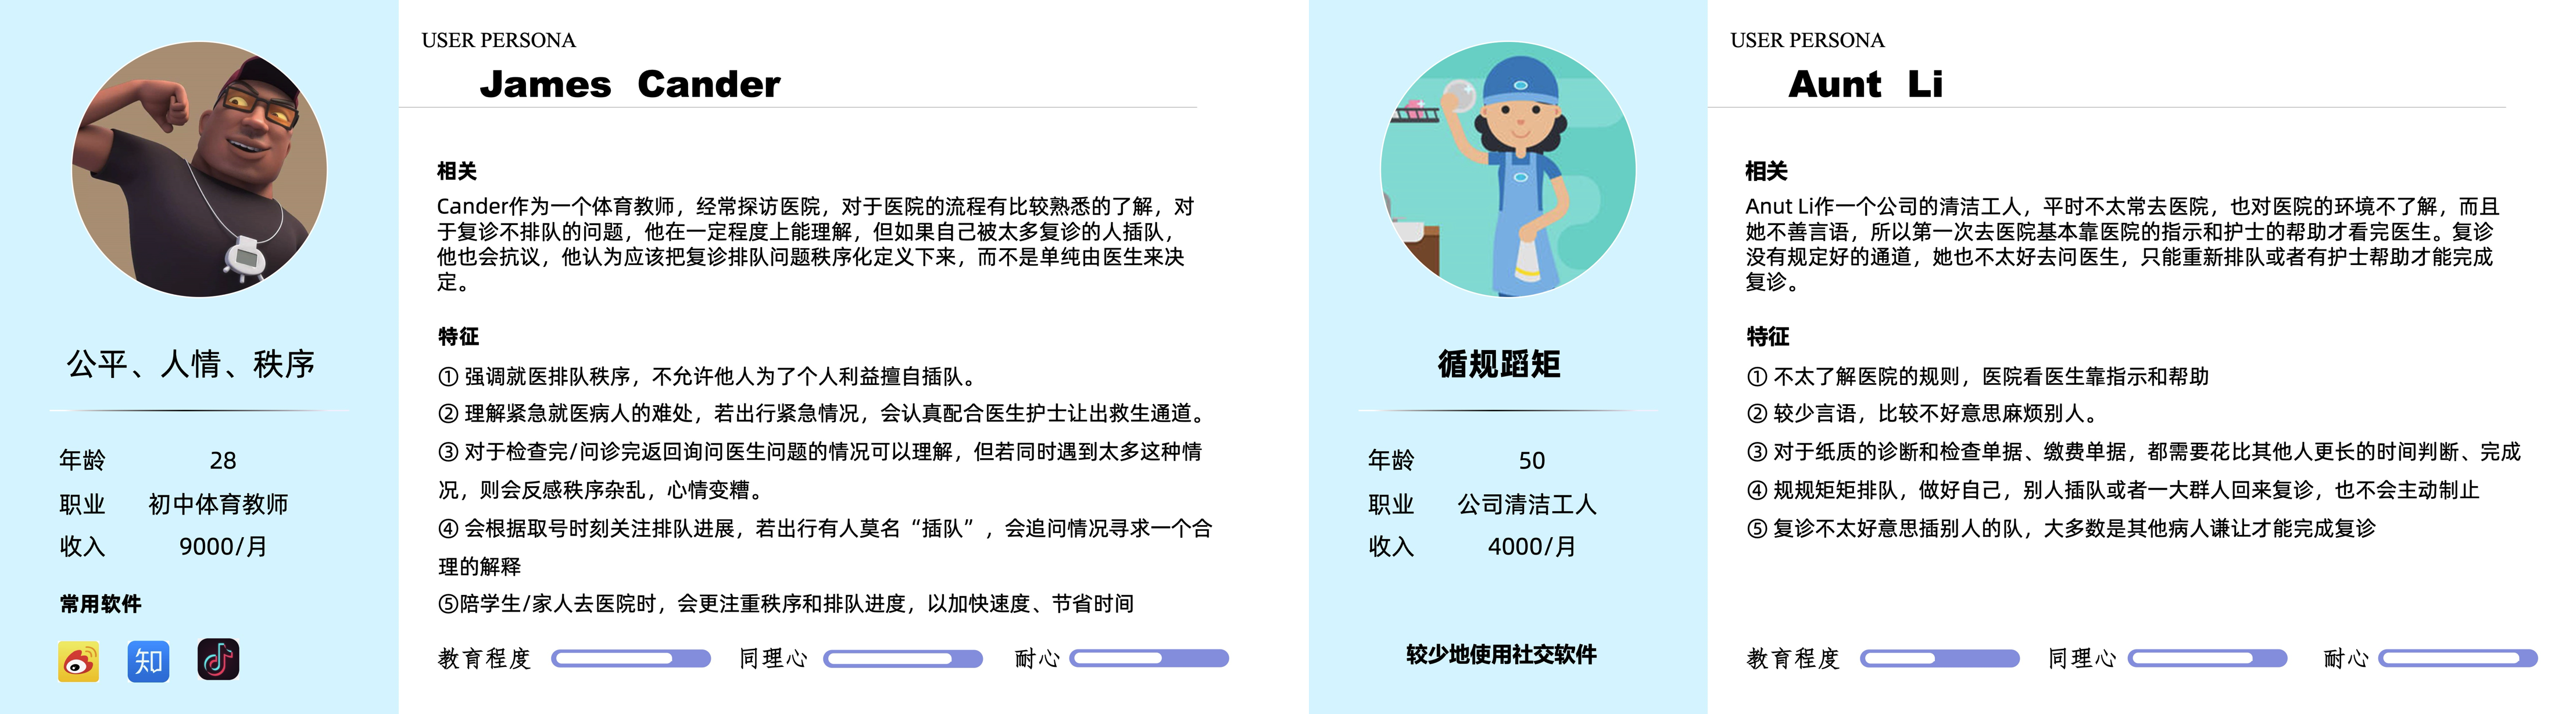 USER PERSONA
James Cander
公平、人情、秩序
年龄 28
职业 初中体育教师
收入 9000/月
常用软件
知
相关
Cander作为一个体育教师，经常探访医院，对于医院的流程有比较熟悉的了解，对
于复诊不排队的问题，他在一定程度上能理解，但如果自己被太多复诊的人插队，
他也会抗议，他认为应该把复诊排队问题秩序化定义下来，而不是单纯由医生来决
定。
特征
① 强调就医排队秩序，不允许他人为了个人利益擅自插队。
② 理解紧急就医病人的难处，若出行紧急情况，会认真配合医生护士让出救生通道。
③ 对于检查完/问诊完返回询问医生问题的情况可以理解，但若同时遇到太多这种情
况，则会反感秩序杂乱，心情变糟。
④ 会根据取号时刻关注排队进展，若出行有人莫名“插队”，会追问情况寻求一个合
理的解释
⑤陪学生/家人去医院时，会更注重秩序和排队进度，以加快速度、节省时间
教育程度 同理心 耐心
USER PERSONA
Aunt Li
循规蹈矩
年龄 50
职业 公司清洁工人
收入 4000/月
较少地使用社交软件
相关
Anut Li作一个公司的清洁工人，平时不太常去医院，也对医院的环境不了解，而且
她不善言语，所以第一次去医院基本靠医院的指示和护士的帮助才看完医生。复诊
没有规定好的通道，她也不太好去问医生，只能重新排队或者有护士帮助才能完成
复诊。
特征
① 不太了解医院的规则，医院看医生靠指示和帮助
② 较少言语，比较不好意思麻烦别人。
③ 对于纸质的诊断和检查单据、缴费单据，都需要花比其他人更长的时间判断、完成
④ 规规矩矩排队，做好自己，别人插队或者一大群人回来复诊，也不会主动制止
⑤ 复诊不太好意思插别人的队，大多数是其他病人谦让才能完成复诊
教育程度 同理心 耐心